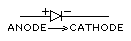 + −
ANODE → CATHODE